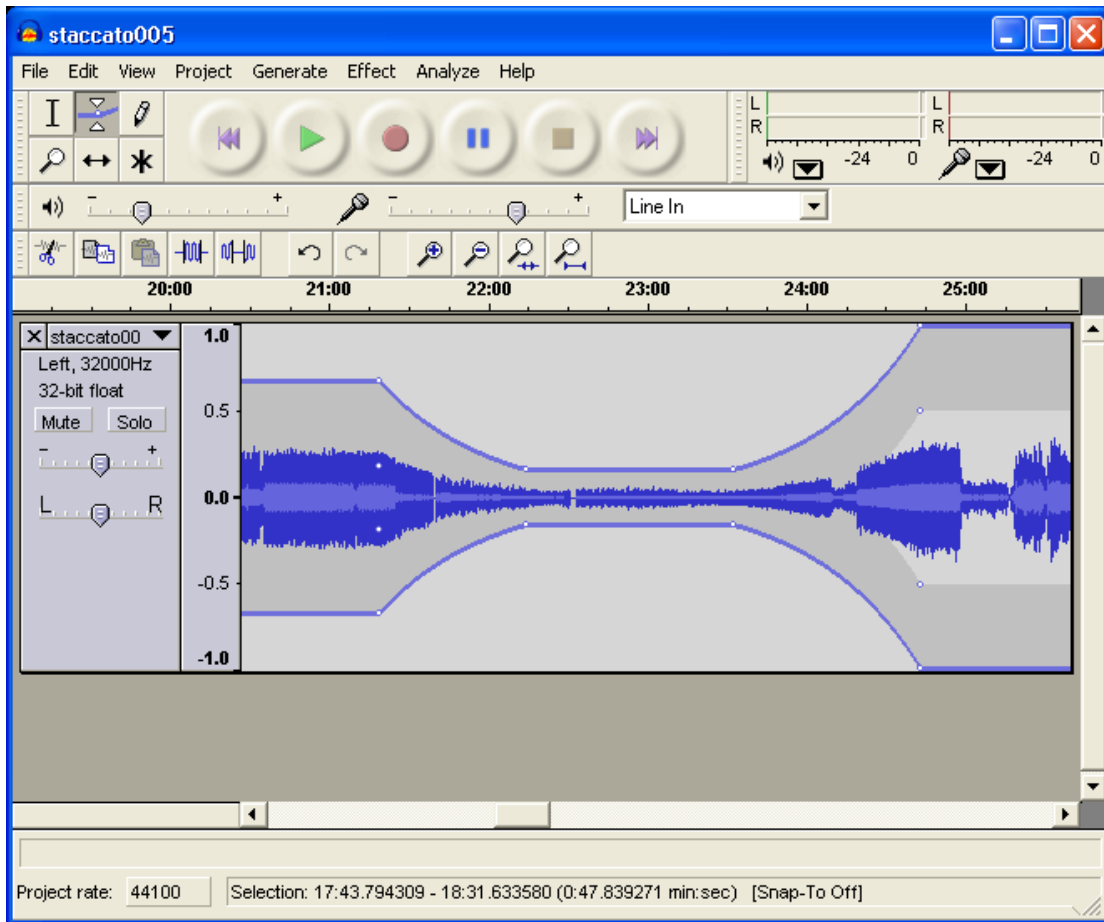 staccato005
File Edit View Project Generate Effect Analyze Help
L
R
-24 0
L
R
-24 0
- +
- +
Line In
20:00 21:00 22:00 23:00 24:00 25:00
staccato00
Left, 32000Hz
32-bit float
Mute Solo
- +
L R
1.0
0.5
0.0
-0.5
-1.0
Project rate: 44100
Selection: 17:43.794309 - 18:31.633580 (0:47.839271 min:sec) [Snap-To Off]